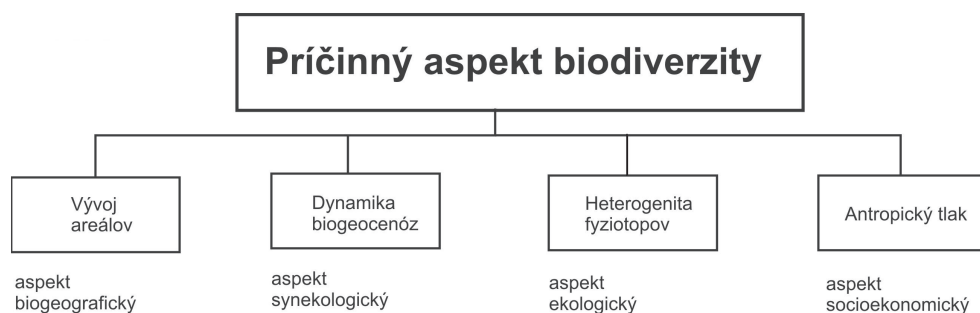 Príčinný aspekt biodiverzity
Vývoj
areálov
Dynamika
biogeocenóz
Heterogenita
fyziotopov
Antropický tlak
aspekt
biogeografický
aspekt
synekologický
aspekt
ekologický
aspekt
socioekonomický